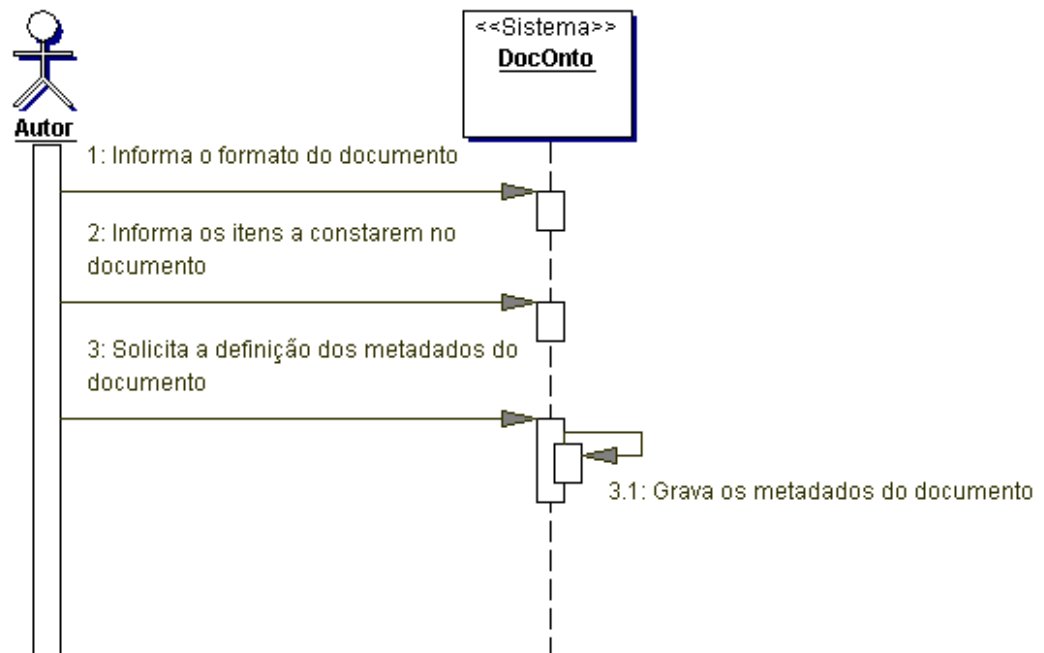 <<Sistema>>
DocOnto
Autor
1: Informa o formato do documento
2: Informa os itens a constarem no
documento
3: Solicita a definição dos metadados do
documento
3.1: Grava os metadados do documento